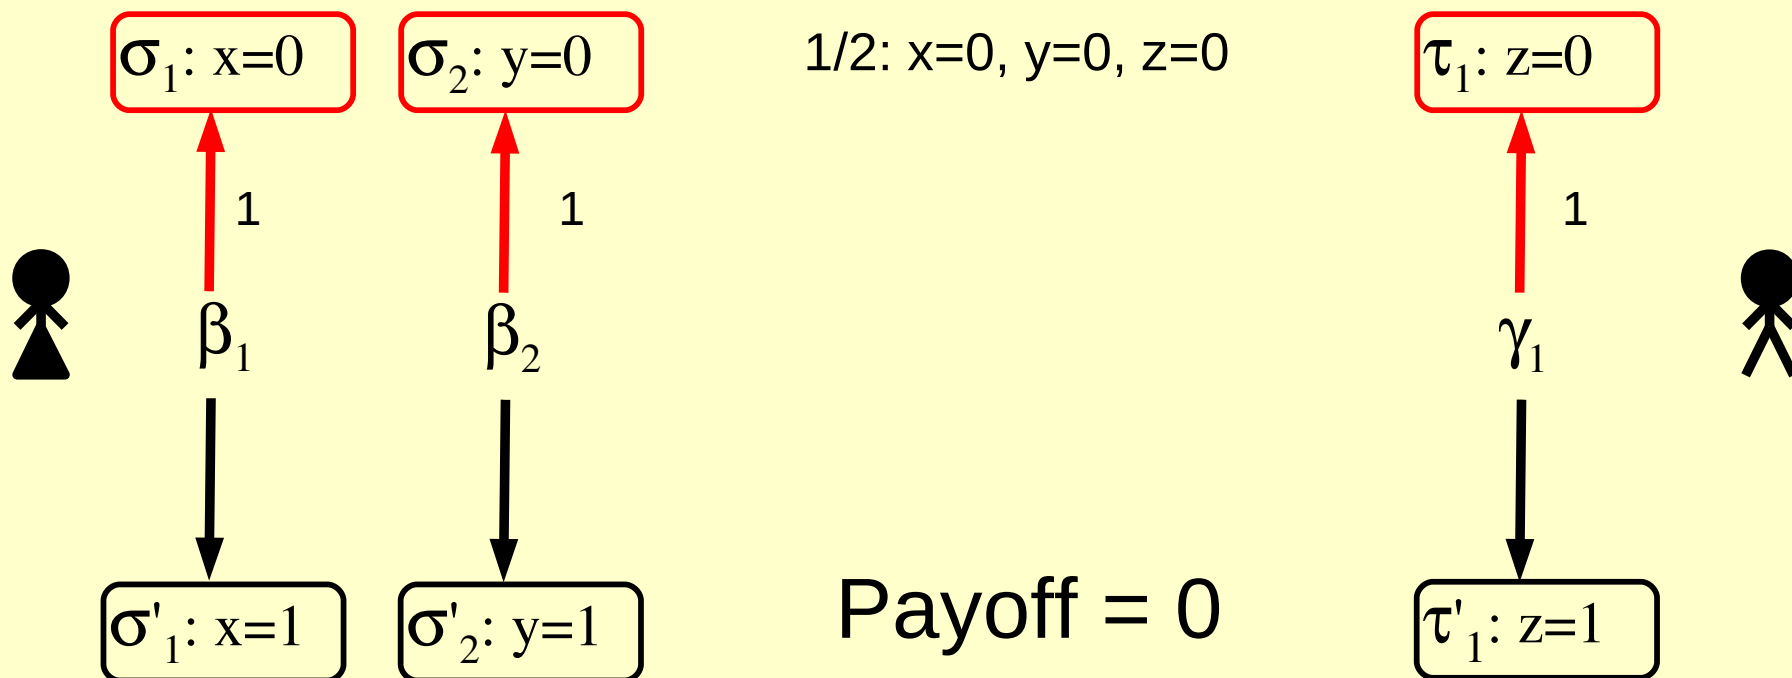 σ1: x=0
σ2: y=0
1/2: x=0, y=0, z=0
τ1: z=0
1
1
1
β1
β2
γ1
σ'1: x=1
σ'2: y=1
Payoff = 0
τ'1: z=1